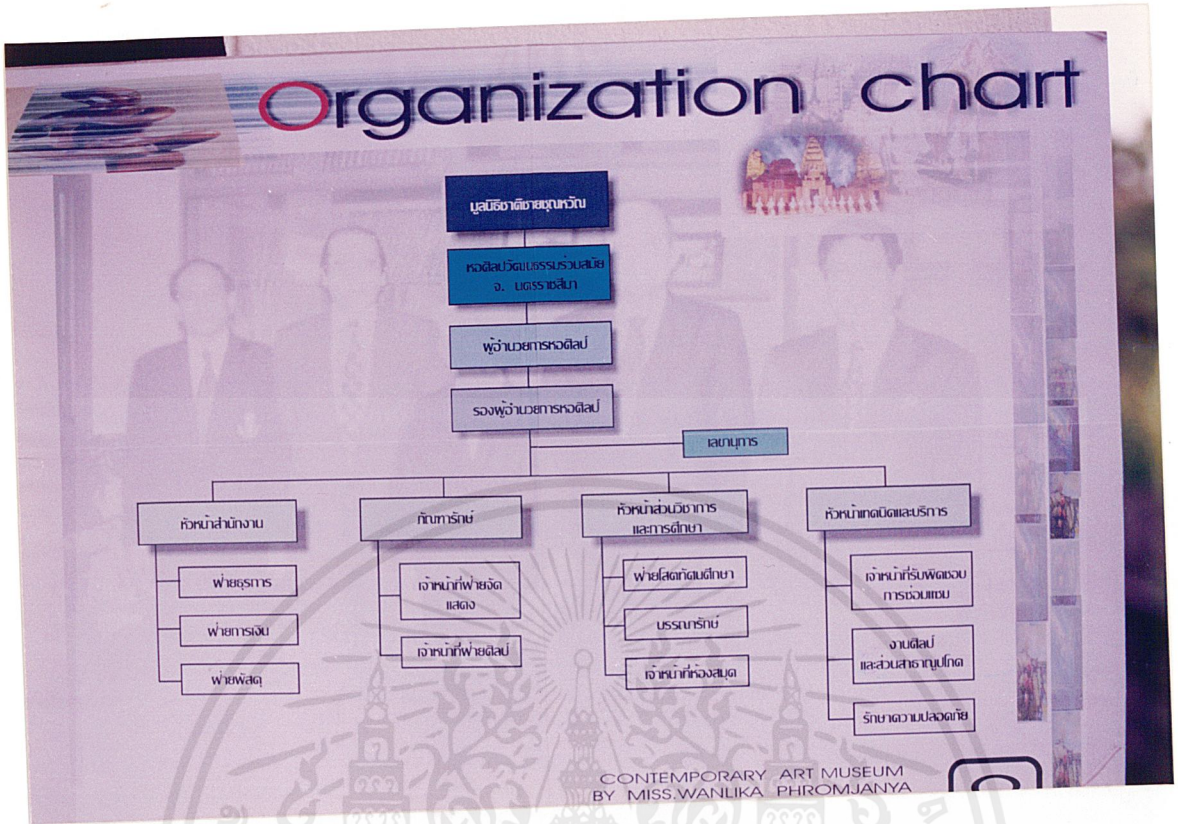 Organization chart
มูลนิธิชาติชายชุณหวัณ
หอศิลปวัฒนธรรมร่วมสมัย
จ. นครราชสีมา
ผู้อำนวยการหอศิลป์
รองผู้อำนวยการหอศิลป์
เลขานุการ
หัวหน้าสำนักงาน
ฝ่ายธุรการ
ฝ่ายการเงิน
ฝ่ายพัสดุ
ภัณฑารักษ์
เจ้าหน้าที่ฝ่ายจัด
แสดง
เจ้าหน้าที่ฝ่ายศิลป์
หัวหน้าส่วนวิชาการ
และการศึกษา
ฝ่ายโสตทัศนศึกษา
บรรณารักษ์
เจ้าหน้าที่ห้องสมุด
หัวหน้าเทคนิคและบริการ
เจ้าหน้าที่รับผิดชอบ
การซ่อมแซม
งานศิลป์
และส่วนสาธาณูปโภค
รักษาความปลอดภัย
CONTEMPORARY ART MUSEUM
BY MISS.WANLIKA PHROMJANYA